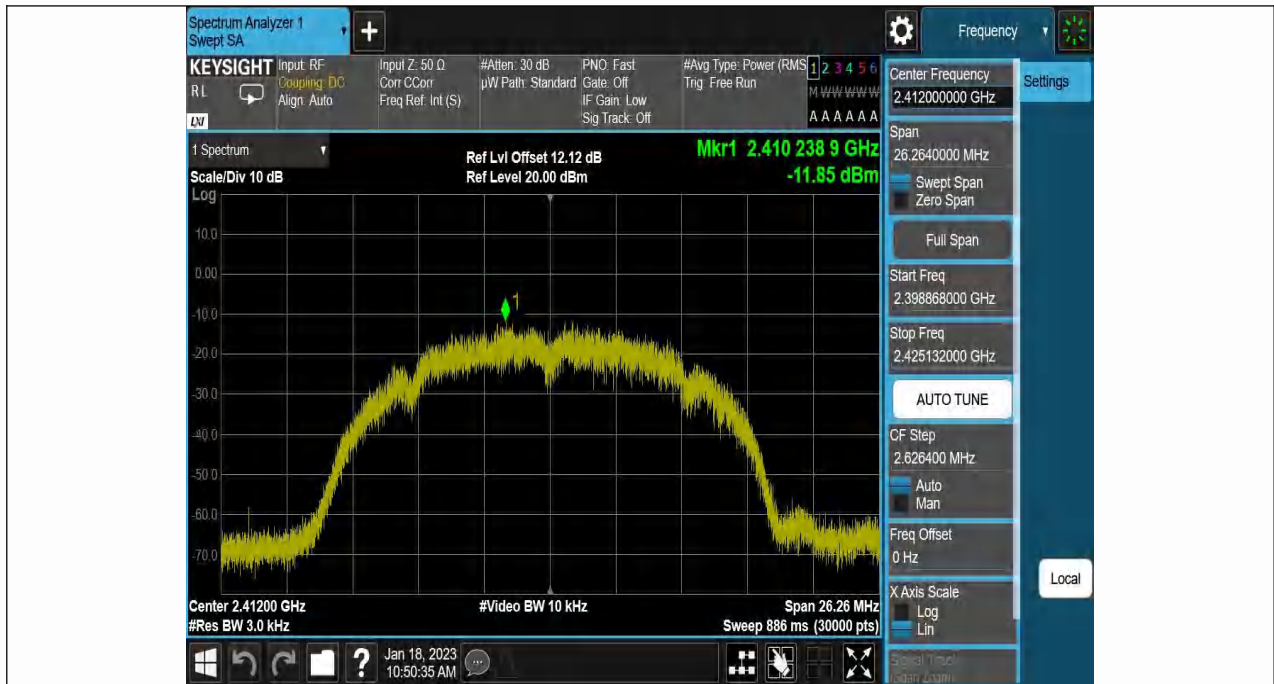 Spectrum Analyzer 1
Swept SA
+
Frequency
KEYSIGHT
RL
LXI
Input: RF
Coupling: DC
Align: Auto
Input Z: 50 Ω
Corr CCorr
Freq Ref: Int (S)
#Atten: 30 dB
µW Path: Standard
PNO: Fast
Gate: Off
IF Gain: Low
Sig Track: Off
#Avg Type: Power (RMS
Trig: Free Run
1 2 3 4 5 6
M W W W W W
A A A A A A
1 Spectrum
Scale/Div 10 dB
Ref Lvl Offset 12.12 dB
Ref Level 20.00 dBm
Mkr1 2.410 238 9 GHz
-11.85 dBm
Log
10.0
0.00
-10.0
-20.0
-30.0
-40.0
-50.0
-60.0
-70.0
1
Center 2.41200 GHz
#Res BW 3.0 kHz
#Video BW 10 kHz
Span 26.26 MHz
Sweep 886 ms (30000 pts)
?
Jan 18, 2023
10:50:35 AM
Center Frequency
2.412000000 GHz
Span
26.2640000 MHz
Swept Span
Zero Span
Full Span
Start Freq
2.398868000 GHz
Stop Freq
2.425132000 GHz
AUTO TUNE
CF Step
2.626400 MHz
Auto
Man
Freq Offset
0 Hz
X Axis Scale
Log
Lin
Signal Track
(Span Zoom)
Settings
Local